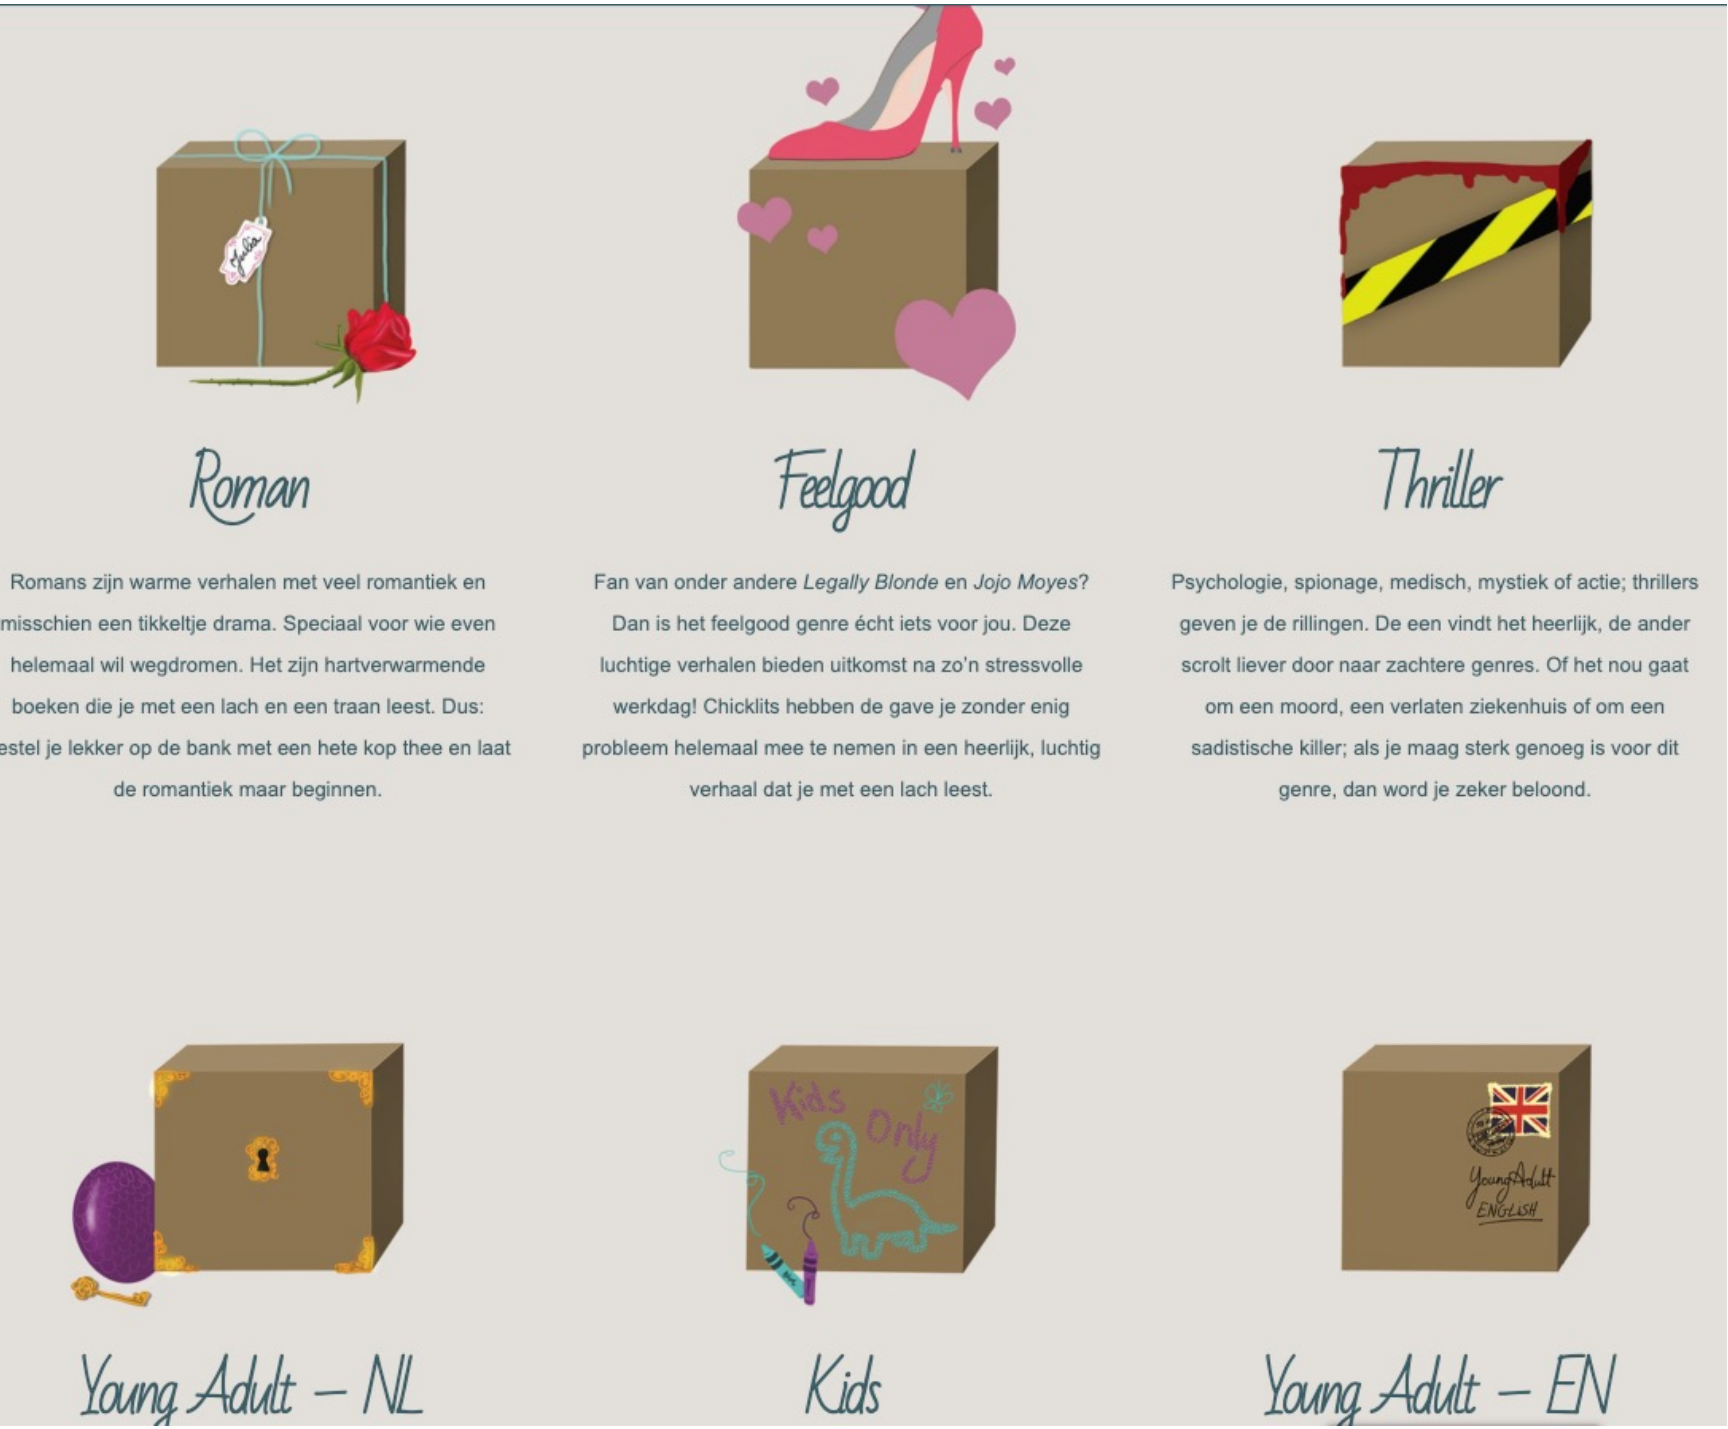 Julia
Roman
Feelgood
Thriller
Romans zijn warme verhalen met veel romantiek en
misschien een tikkeltje drama. Speciaal voor wie even
helemaal wil wegdromen. Het zijn hartverwarmende
boeken die je met een lach en een traan leest. Dus:
estel je lekker op de bank met een hete kop thee en laat
de romantiek maar beginnen.
Fan van onder andere Legally Blonde en Jojo Moyes?
Dan is het feelgood genre écht iets voor jou. Deze
luchtige verhalen bieden uitkomst na zo'n stressvolle
werkdag! Chicklits hebben de gave je zonder enig
probleem helemaal mee te nemen in een heerlijk, luchtig
verhaal dat je met een lach leest.
Psychologie, spionage, medisch, mystiek of actie; thrillers
geven je de rillingen. De een vindt het heerlijk, de ander
scrolt liever door naar zachtere genres. Of het nou gaat
om een moord, een verlaten ziekenhuis of om een
sadistische killer; als je maag sterk genoeg is voor dit
genre, dan word je zeker beloond.
Kids
Only
Young Adult
ENGLISH
Young Adult – NL
Kids
Young Adult – EN